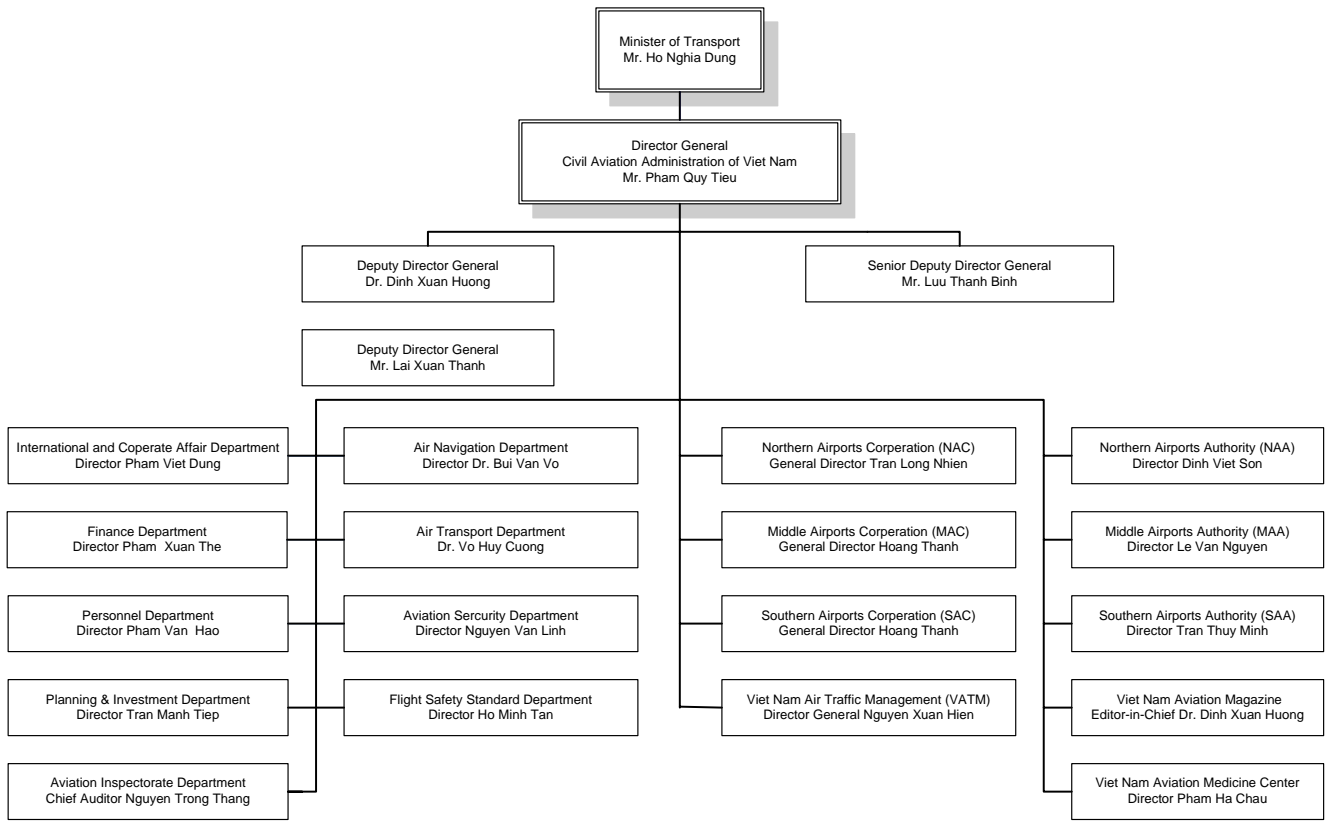 Minister of Transport
Mr. Ho Nghia Dung
Director General
Civil Aviation Administration of Viet Nam
Mr. Pham Quy Tieu
Deputy Director General
Dr. Dinh Xuan Huong
Senior Deputy Director General
Mr. Luu Thanh Binh
Deputy Director General
Mr. Lai Xuan Thanh
International and Coperate Affair Department
Director Pham Viet Dung
Air Navigation Department
Director Dr. Bui Van Vo
Northern Airports Corperation (NAC)
General Director Tran Long Nhien
Northern Airports Authority (NAA)
Director Dinh Viet Son
Finance Department
Director Pham  Xuan The
Air Transport Department
Dr. Vo Huy Cuong
Middle Airports Corperation (MAC)
General Director Hoang Thanh
Middle Airports Authority (MAA)
Director Le Van Nguyen
Personnel Department
Director Pham Van  Hao
Aviation Sercurity Department
Director Nguyen Van Linh
Southern Airports Corperation (SAC)
General Director Hoang Thanh
Southern Airports Authority (SAA)
Director Tran Thuy Minh
Planning & Investment Department
Director Tran Manh Tiep
Flight Safety Standard Department
Director Ho Minh Tan
Viet Nam Air Traffic Management (VATM)
Director General Nguyen Xuan Hien
Viet Nam Aviation Magazine
Editor-in-Chief Dr. Dinh Xuan Huong
Aviation Inspectorate Department
Chief Auditor Nguyen Trong Thang
Viet Nam Aviation Medicine Center
Director Pham Ha Chau